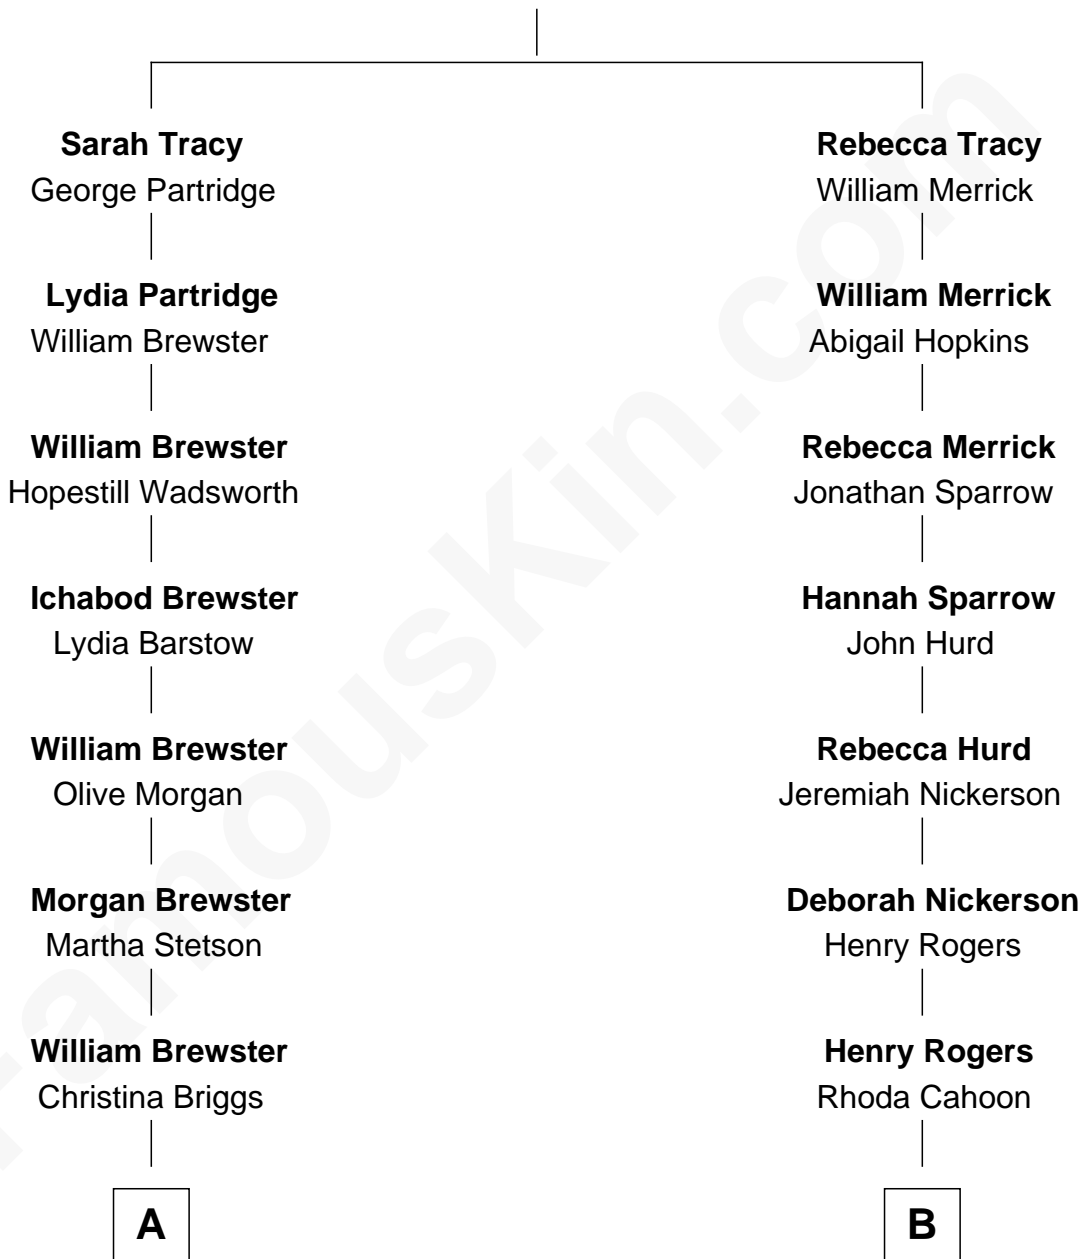 Sarah Tracy
George Partridge
Lydia Partridge
William Brewster
William Brewster
Hopestill Wadsworth
Ichabod Brewster
Lydia Barstow
William Brewster
Olive Morgan
Morgan Brewster
Martha Stetson
William Brewster
Christina Briggs
A
Rebecca Tracy
William Merrick
William Merrick
Abigail Hopkins
Rebecca Merrick
Jonathan Sparrow
Hannah Sparrow
John Hurd
Rebecca Hurd
Jeremiah Nickerson
Deborah Nickerson
Henry Rogers
Henry Rogers
Rhoda Cahoon
B
FamousKin.com